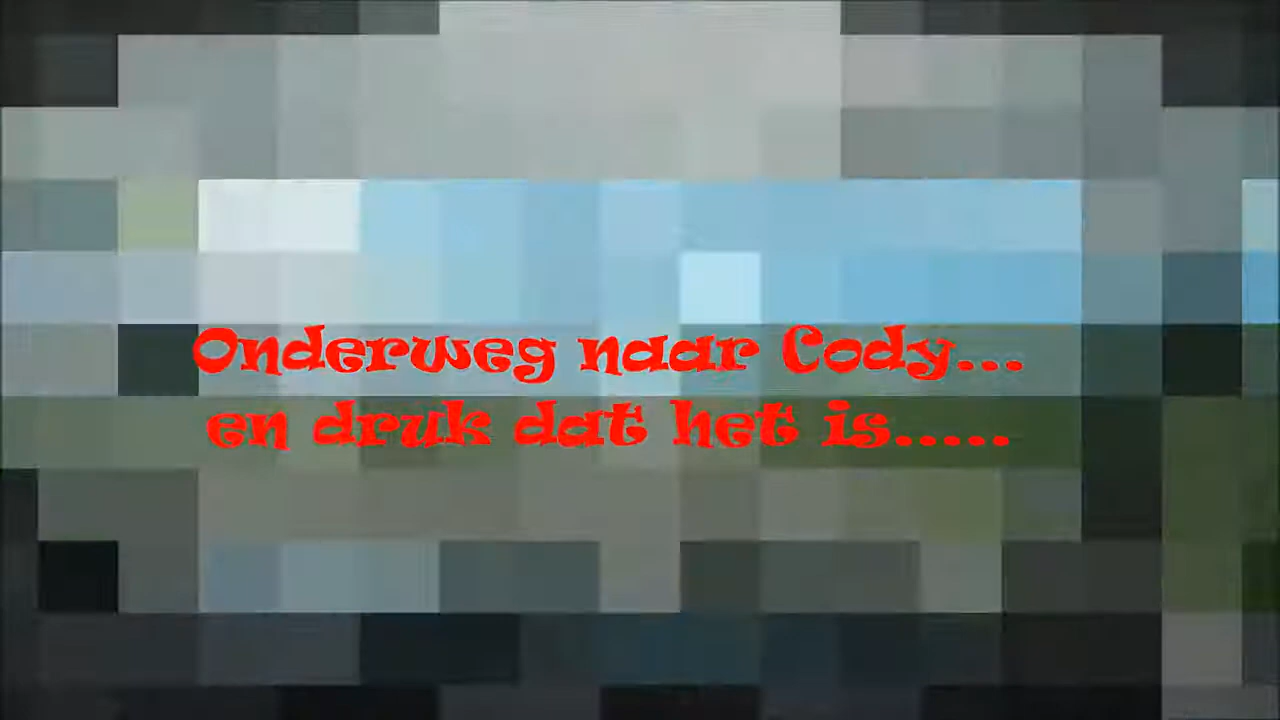 Onderweg naar Cody...
en druk dat het is.....